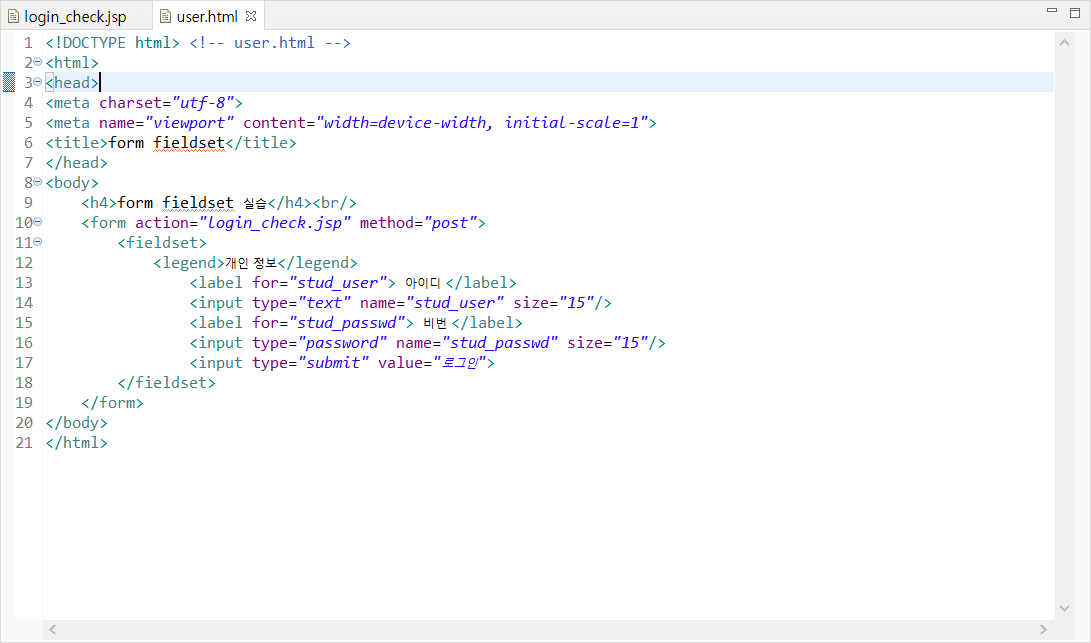 login_check.jsp user.html
1 <!DOCTYPE html> <!-- user.html -->
2 <html>
3 <head>
4 <meta charset="utf-8">
5 <meta name="viewport" content="width=device-width, initial-scale=1">
6 <title>form fieldset</title>
7 </head>
8 <body>
9 <h4>form fieldset 실습</h4><br/>
10 <form action="login_check.jsp" method="post">
11 <fieldset>
12 <legend>개인 정보</legend>
13 <label for="stud_user"> 아이디 </label>
14 <input type="text" name="stud_user" size="15"/>
15 <label for="stud_passwd"> 비번 </label>
16 <input type="password" name="stud_passwd" size="15"/>
17 <input type="submit" value="로그인">
18 </fieldset>
19 </form>
20 </body>
21 </html>